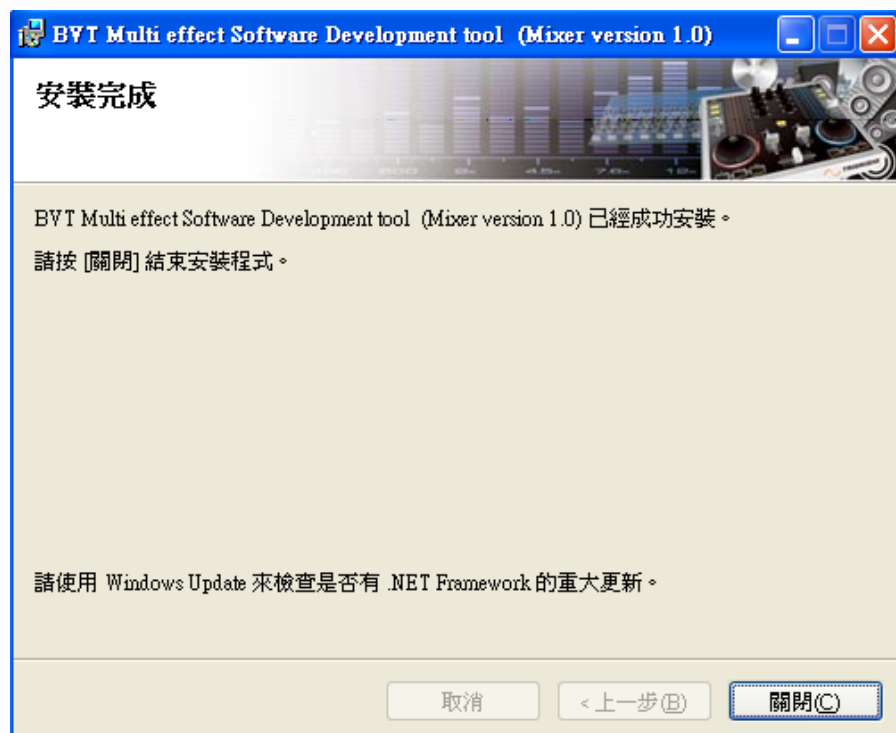 BVT Multi effect Software Development tool (Mixer version 1.0)
安裝完成
BVT Multi effect Software Development tool (Mixer version 1.0) 已經成功安裝。
請按 [關閉] 結束安裝程式。
請使用 Windows Update 來檢查是否有 .NET Framework 的重大更新。
取消
< 上一步(B)
關閉(C)